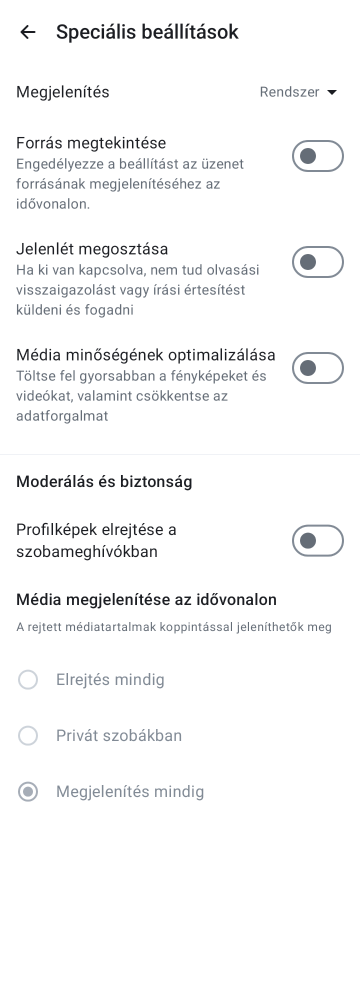 Speciális beállítások
Megjelenítés
Rendszer
Forrás megtekintése
Engedélyezze a beállítást az üzenet
forrásának megjelenítéséhez az
idővonalon.
Jelenlét megosztása
Ha ki van kapcsolva, nem tud olvasási
visszaigazolást vagy írási értesítést
küldeni és fogadni
Média minőségének optimalizálása
Töltse fel gyorsabban a fényképeket és
videókat, valamint csökkentse az
adatforgalmat
Moderálás és biztonság
Profilképek elrejtése a
szobameghívókban
Média megjelenítése az idővonalon
A rejtett médiatartalmak koppintással jeleníthetők meg
Elrejtés mindig
Privát szobákban
Megjelenítés mindig